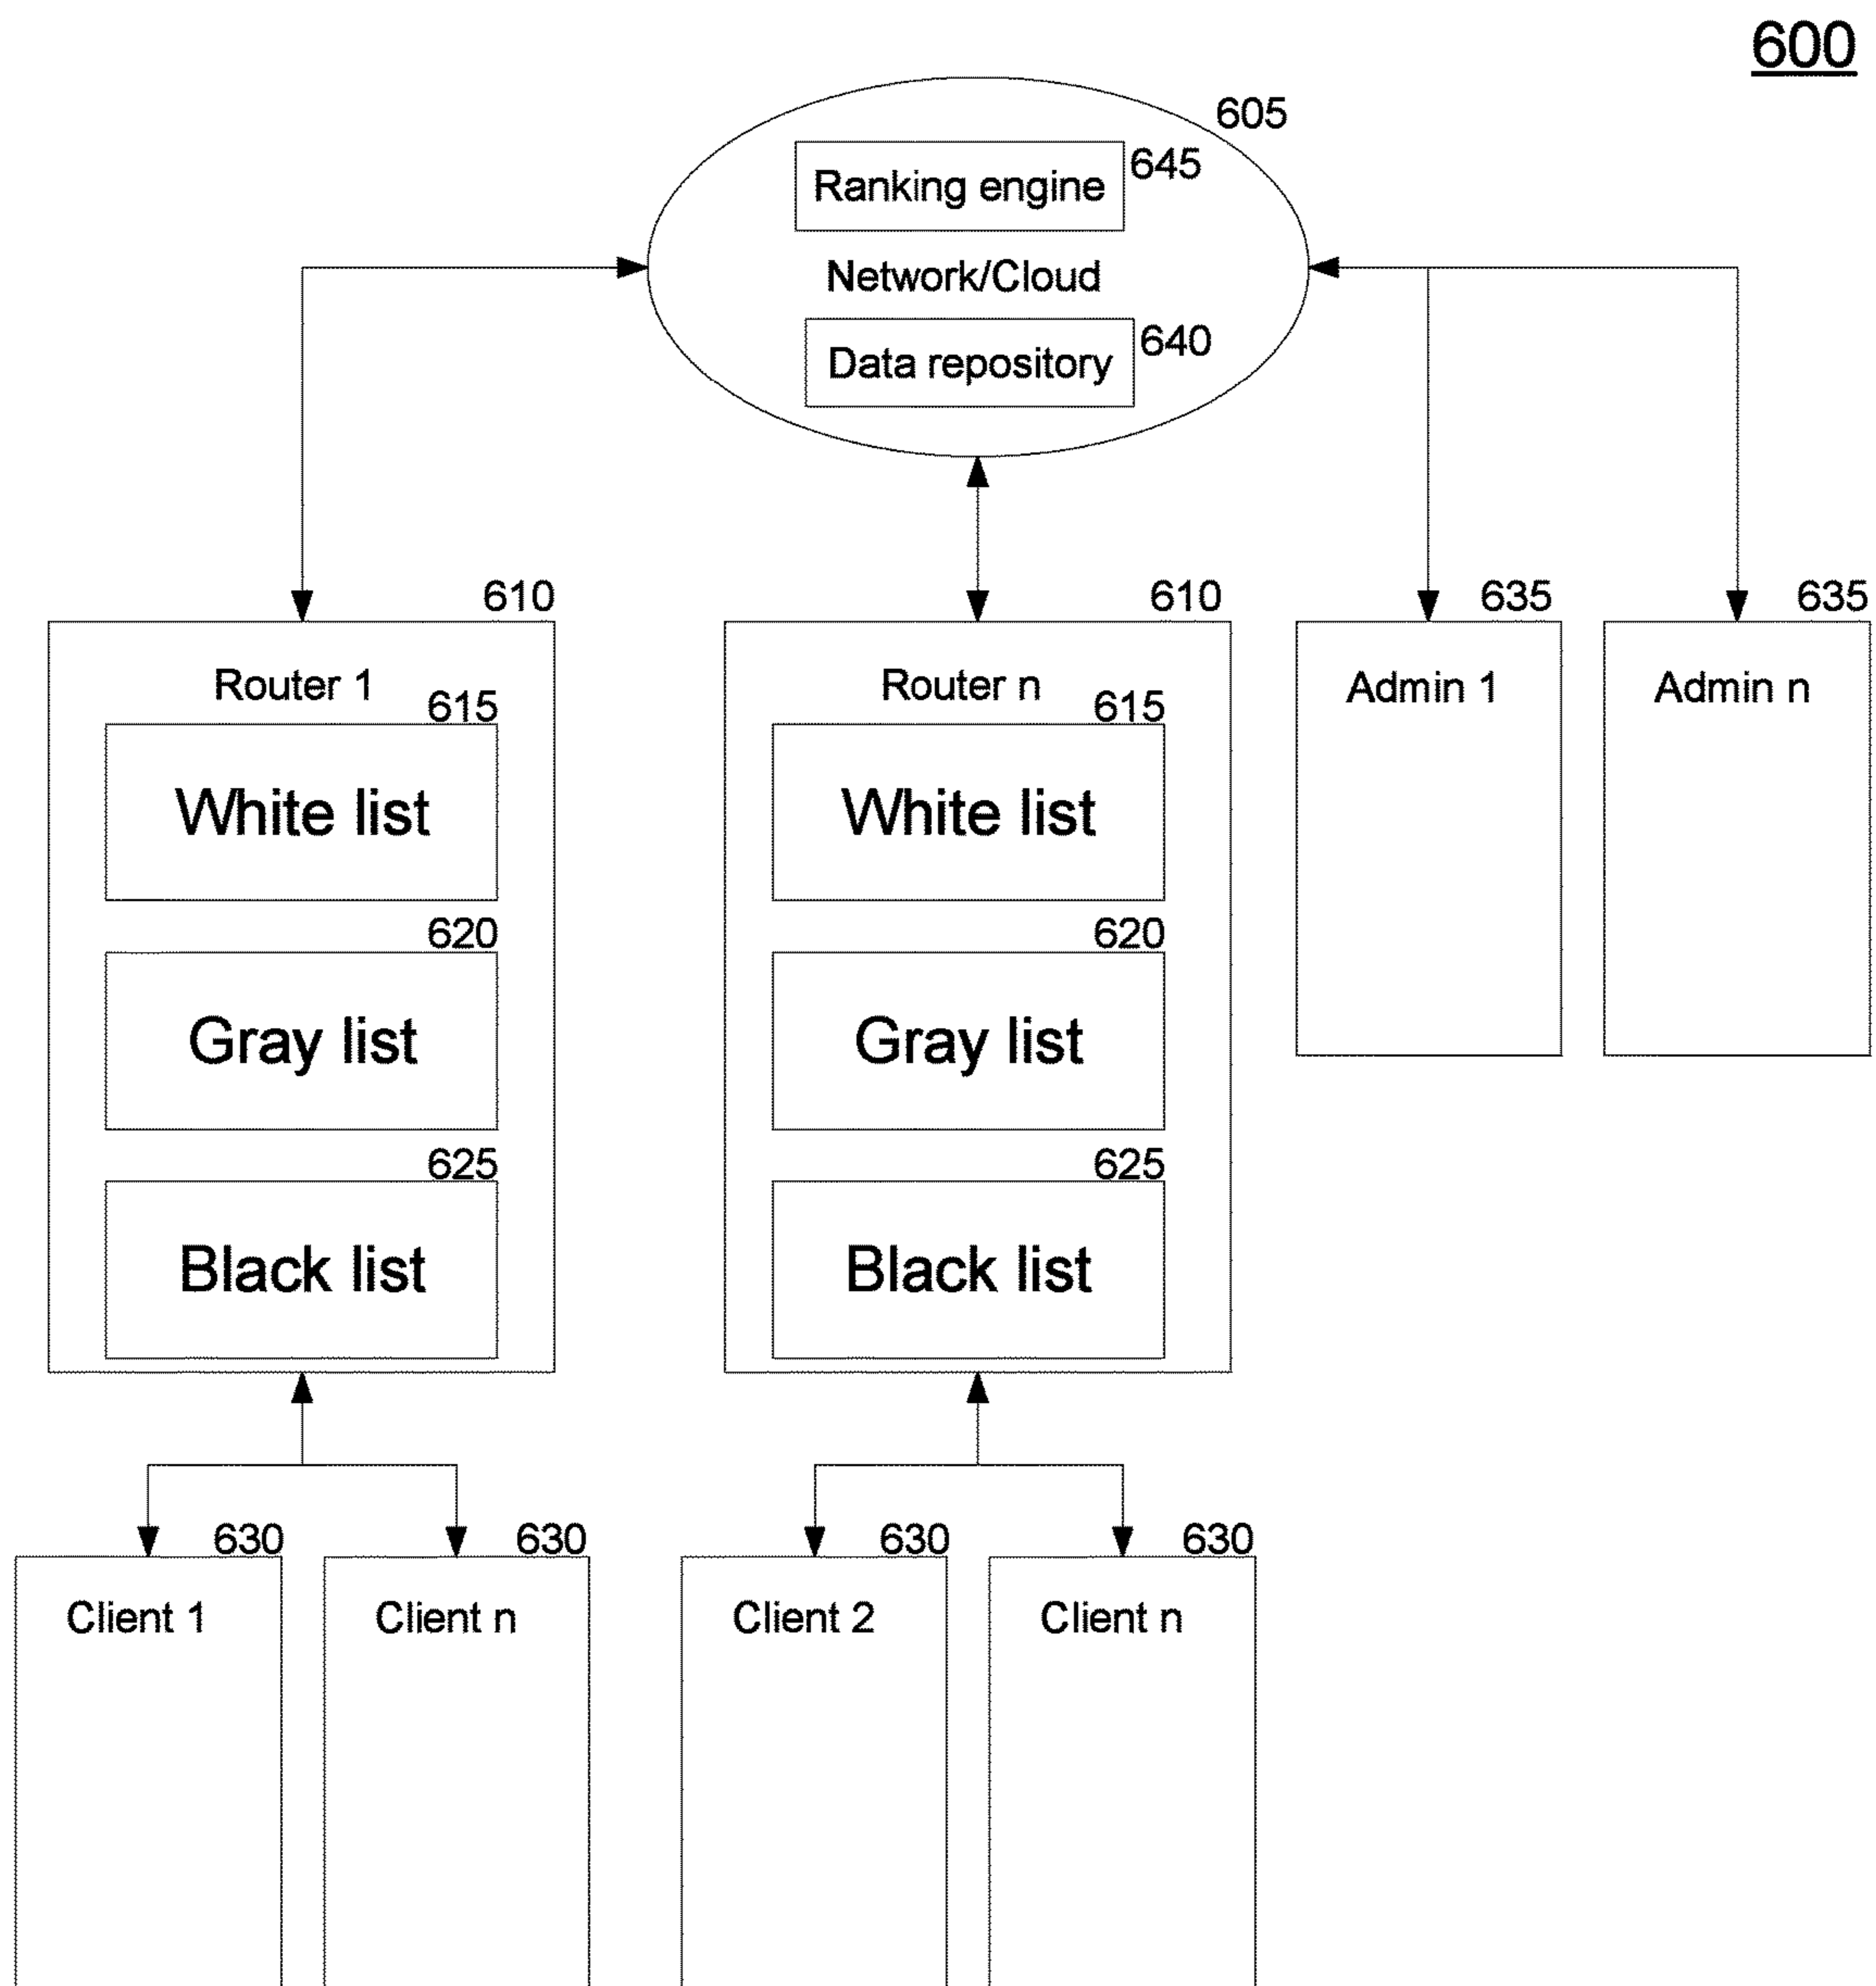 600
605
Ranking engine
645
Network/Cloud
Data repository
640
610
Router 1
615
White list
620
Gray list
625
Black list
610
Router n
615
White list
620
Gray list
625
Black list
635
Admin 1
635
Admin n
630
Client 1
630
Client n
630
Client 2
630
Client n